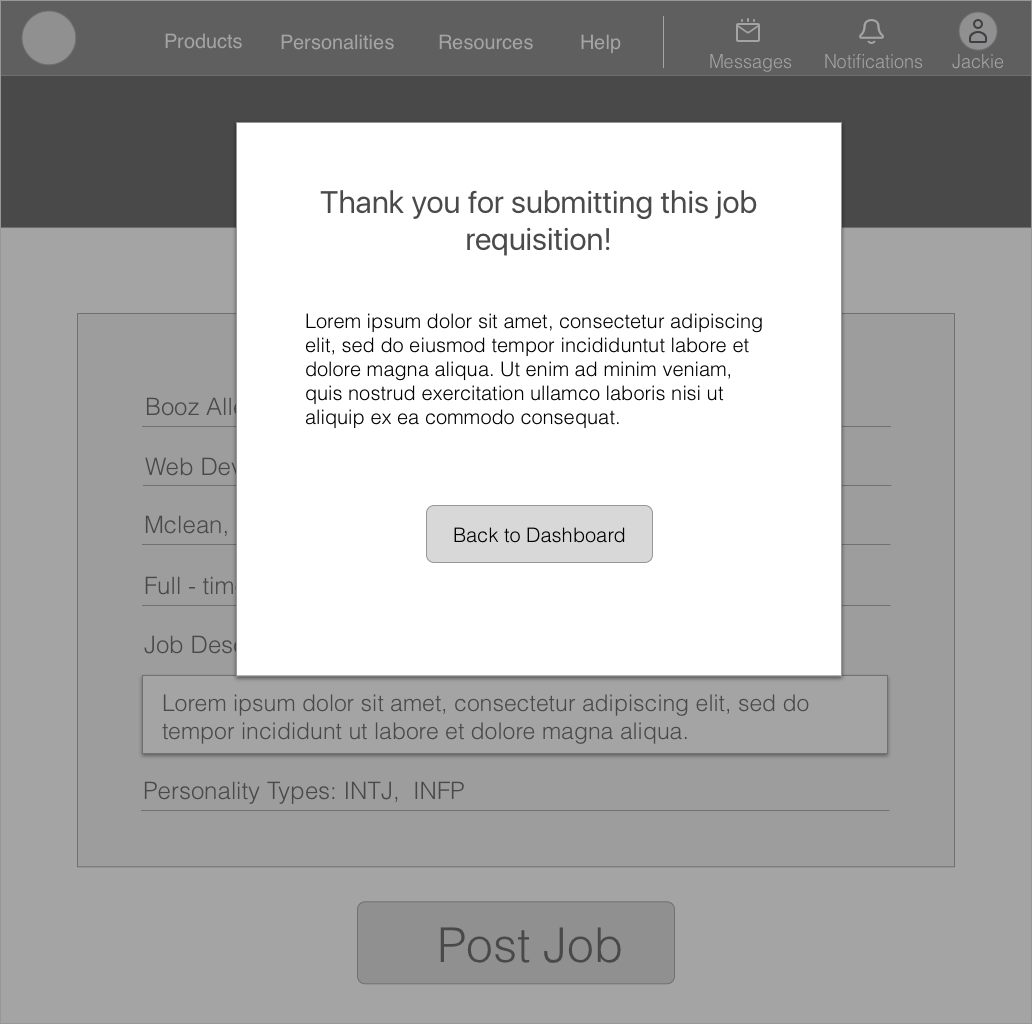 Products Personalities Resources Help Messages Notifications Jackie
Thank you for submitting this job
requisition!
Lorem ipsum dolor sit amet, consectetur adipiscing
elit, sed do eiusmod tempor incididuntut labore et
dolore magna aliqua. Ut enim ad minim veniam,
quis nostrud exercitation ullamco laboris nisi ut
aliquip ex ea commodo consequat.
Back to Dashboard
Booz
Web
Mclean,
Full -
Job
Lorem ipsum dolor sit amet, consectetur adipiscing elit, sed do
tempor incididunt ut labore et dolore magna aliqua.
Personality Types: INTJ, INFP
Post Job